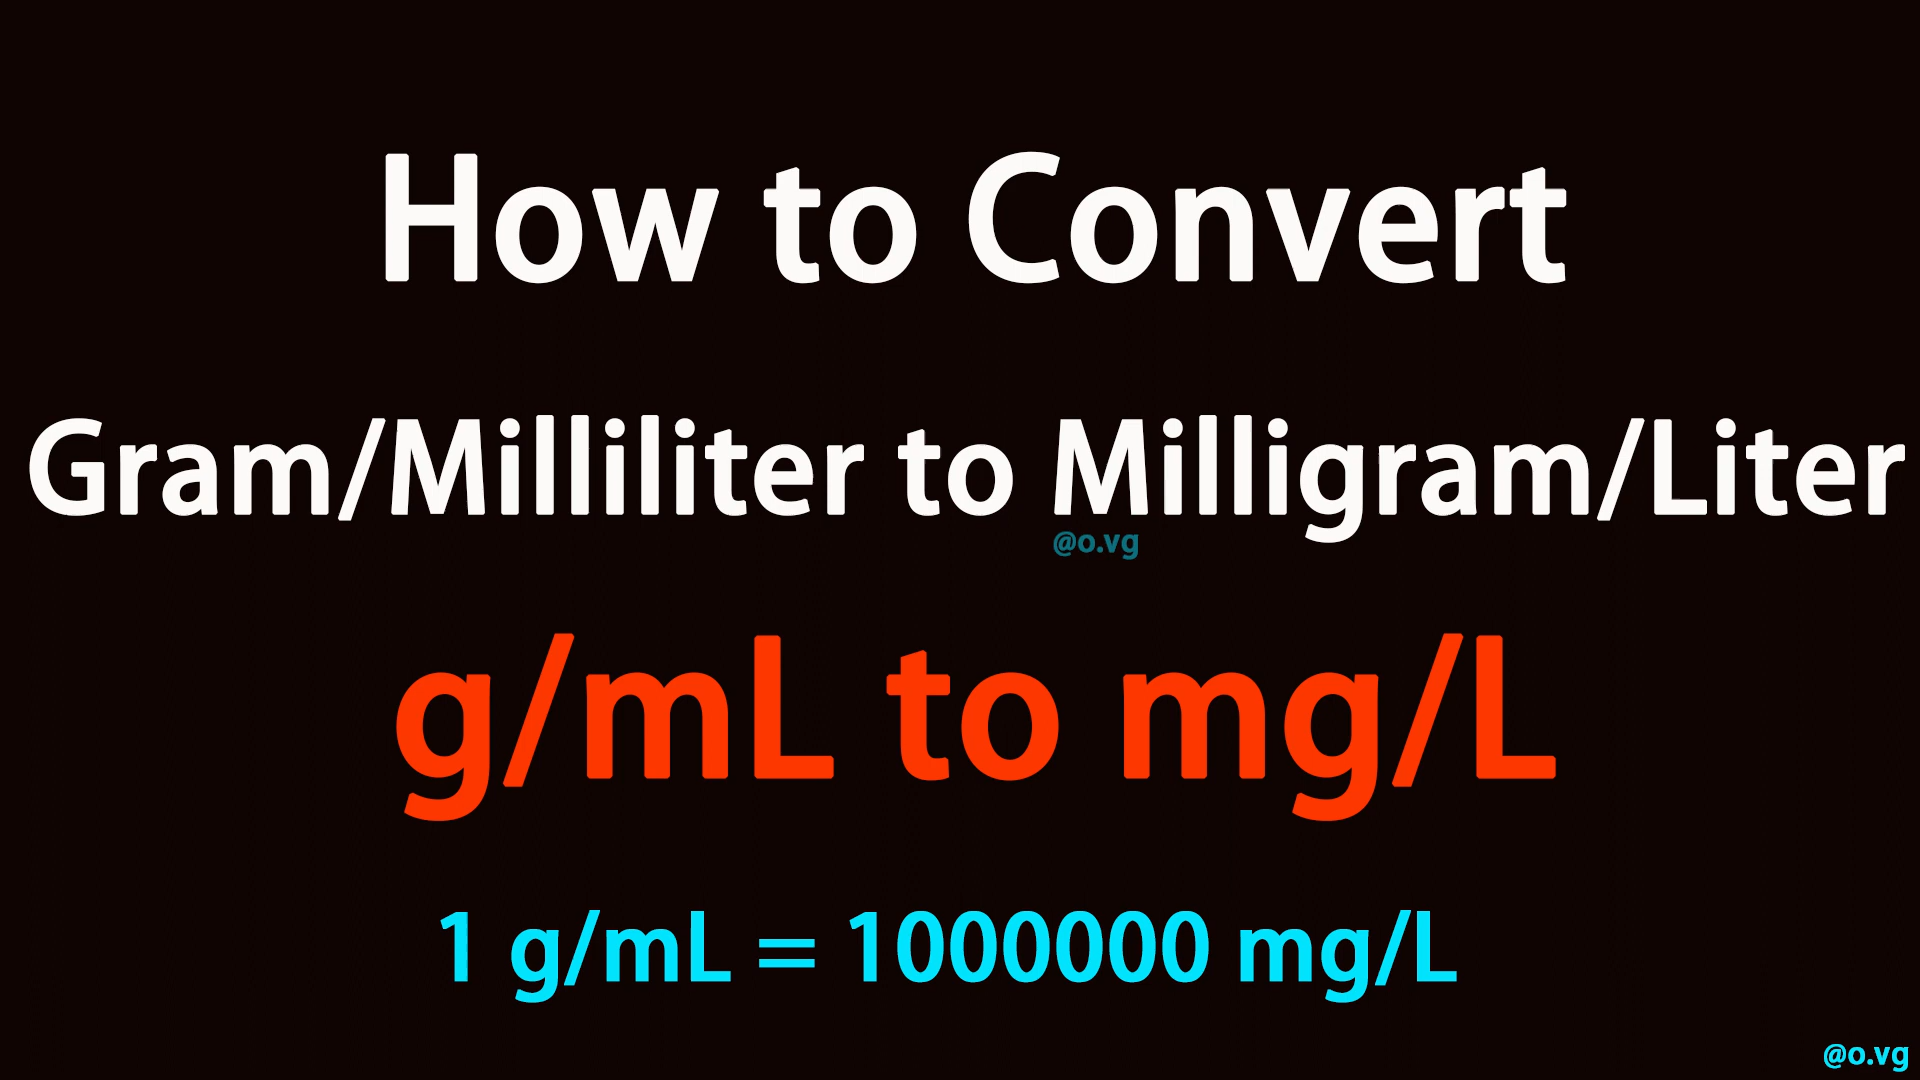 How to Convert
Gram/Milliliter to Milligram/Liter
@o.vg
g/mL to mg/L
1 g/mL = 1000000 mg/L
@o.vg